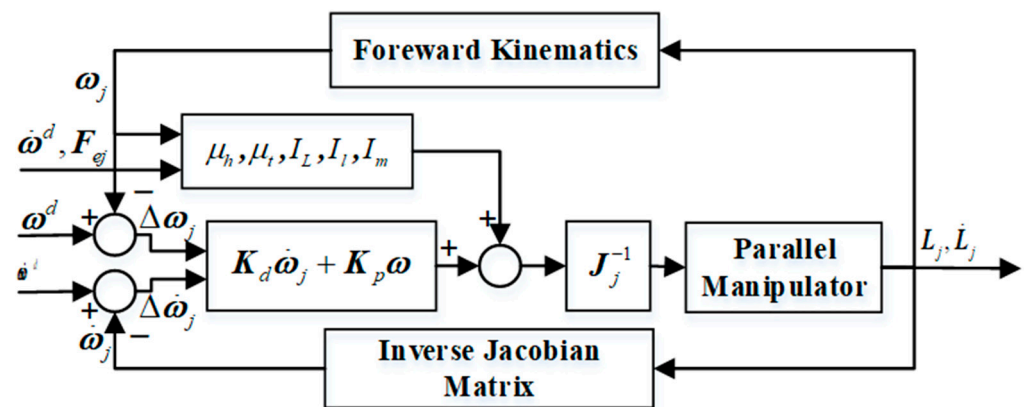 Foreward Kinematics
ω_j
ω̇^d, F_ej
μ_h, μ_t, I_L, I_l, I_m
−
+
Δω_j
ω^d
+
+
K_d ω̇_j + K_p ω
J_j^{-1}
Parallel
Manipulator
L_j, L̇_j
+
Δω̇_j
ω̇_j
−
Inverse Jacobian
Matrix